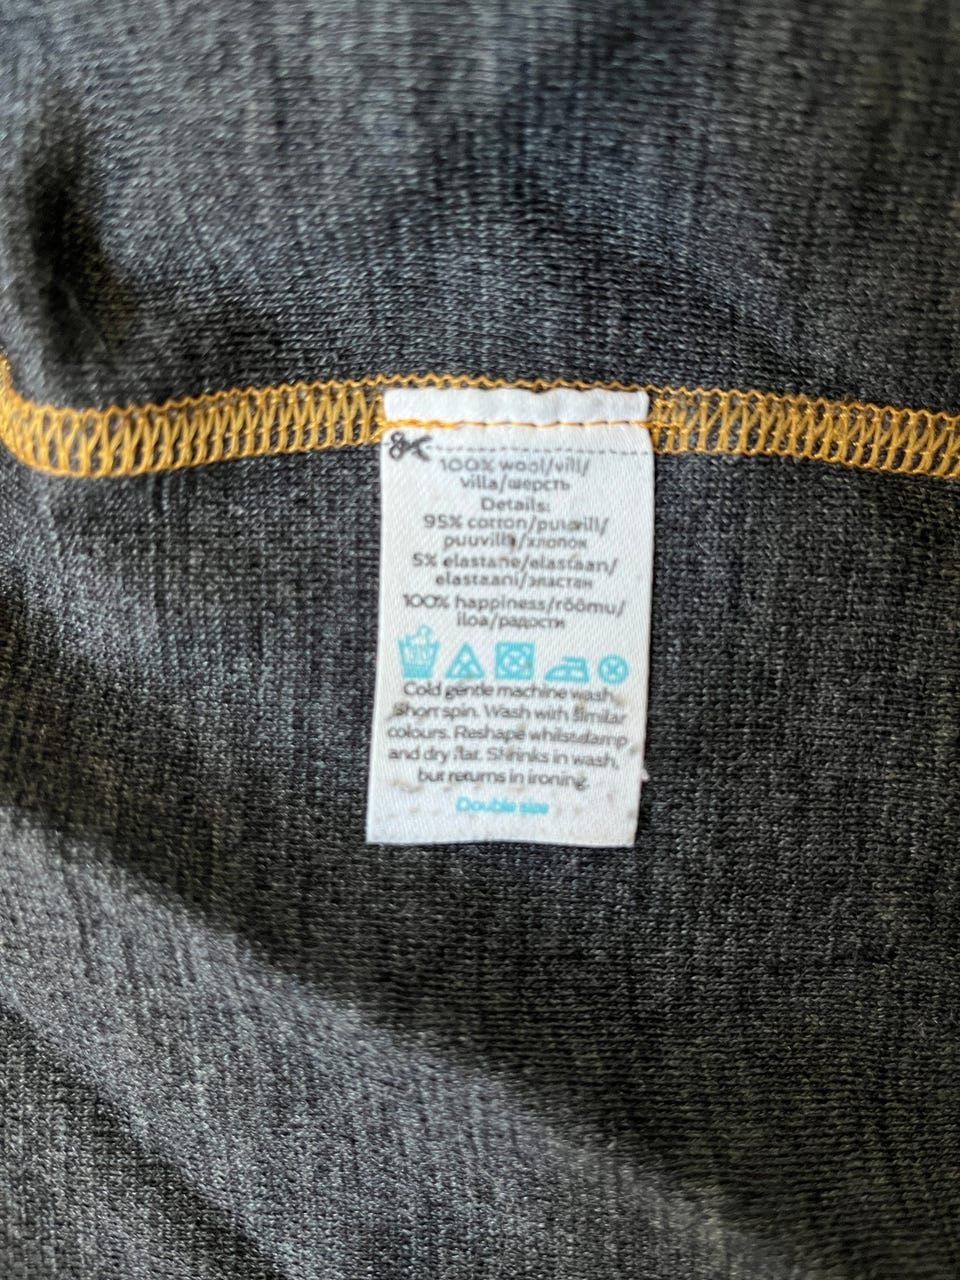 100% wool/vill/
villa/шерсть
Details:
95% cotton/puuvill/
puuvilla/хлопок
5% elastane/elastaan/
elastaani/эластан
100% happiness/rõõmu/
iloa/радости
Cold gentle machine wash.
Short spin. Wash with similar
colours. Reshape whilst damp
and dry flat. Shrinks in wash,
but returns in ironing.
Double size